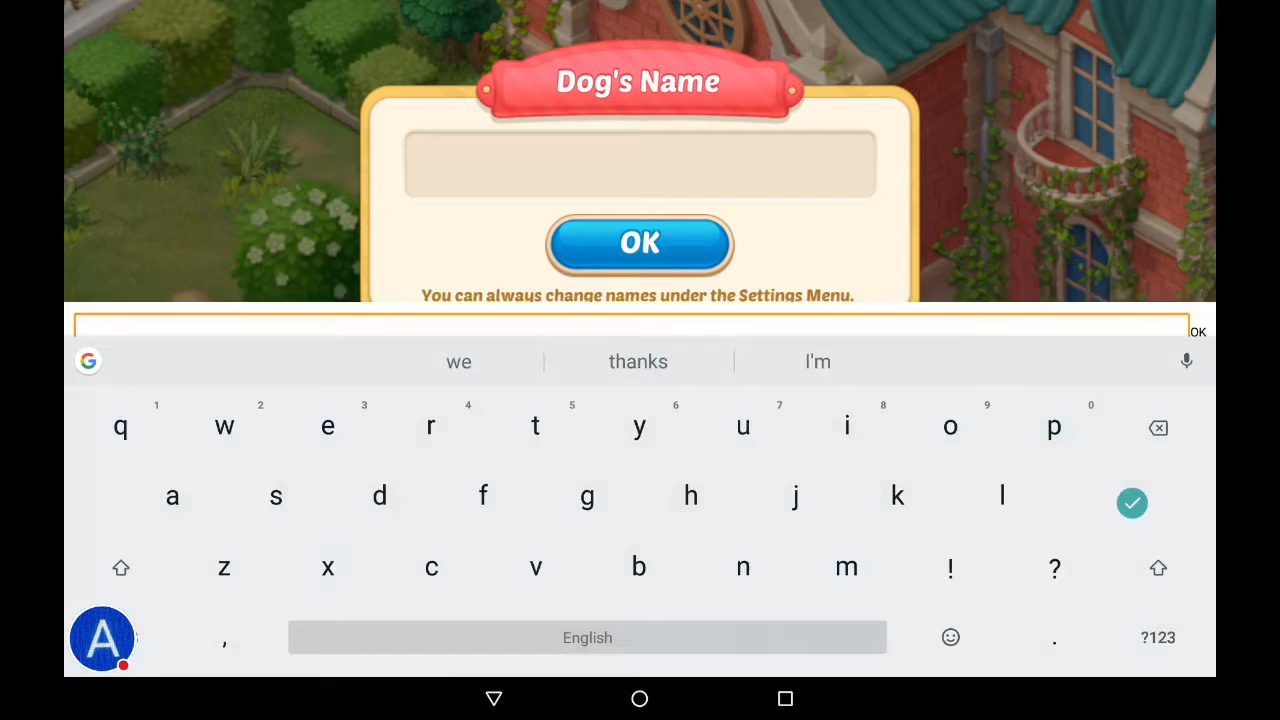 Dog's Name
OK
You can always change names under the Settings Menu.
OK
G we thanks I'm
1 2 3 4 5 6 7 8 9 0
q w e r t y u i o p
a s d f g h j k l
z x c v b n m ! ?
A , English . ?123